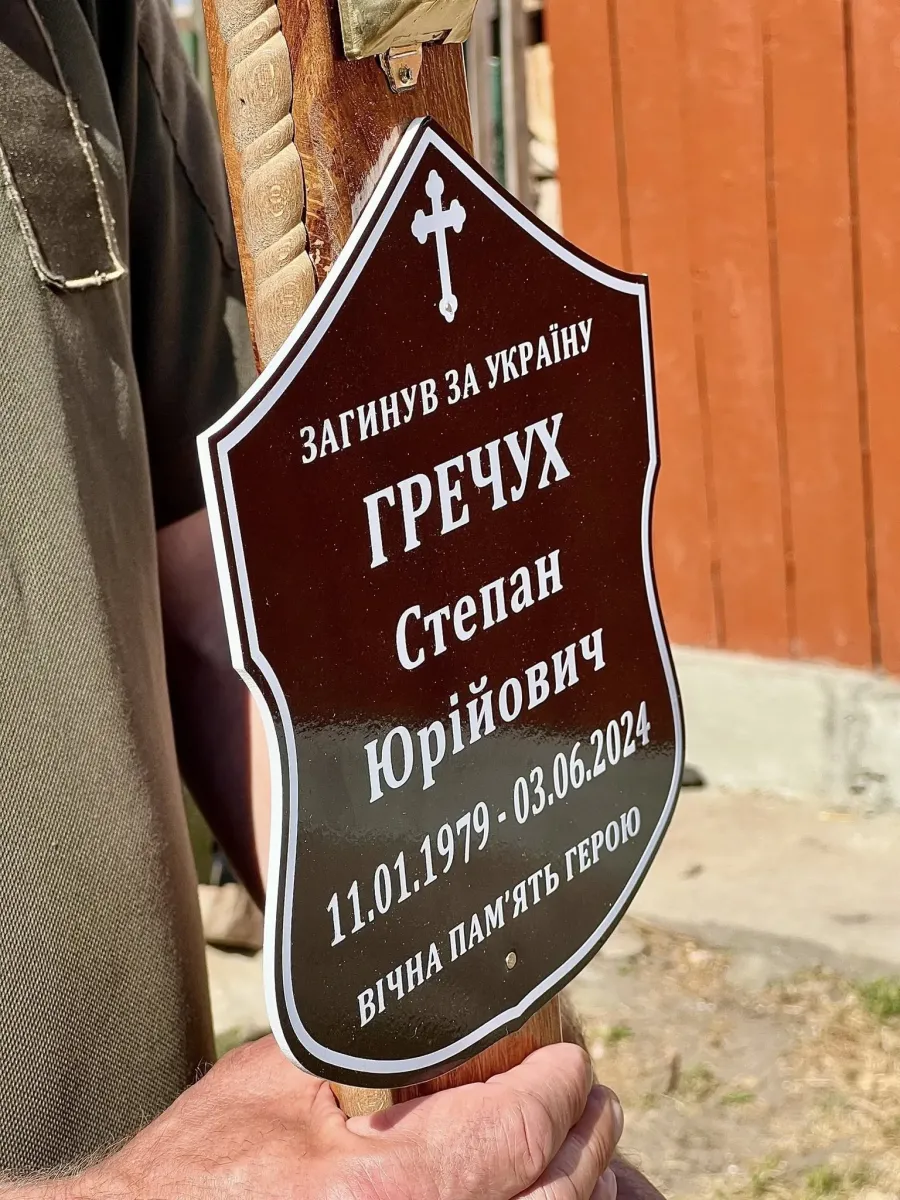 ЗАГИНУВ ЗА УКРАЇНУ
ГРЕЧУХ
Степан
Юрійович
11.01.1979 - 03.06.2024
ВІЧНА ПАМ'ЯТЬ ГЕРОЮ